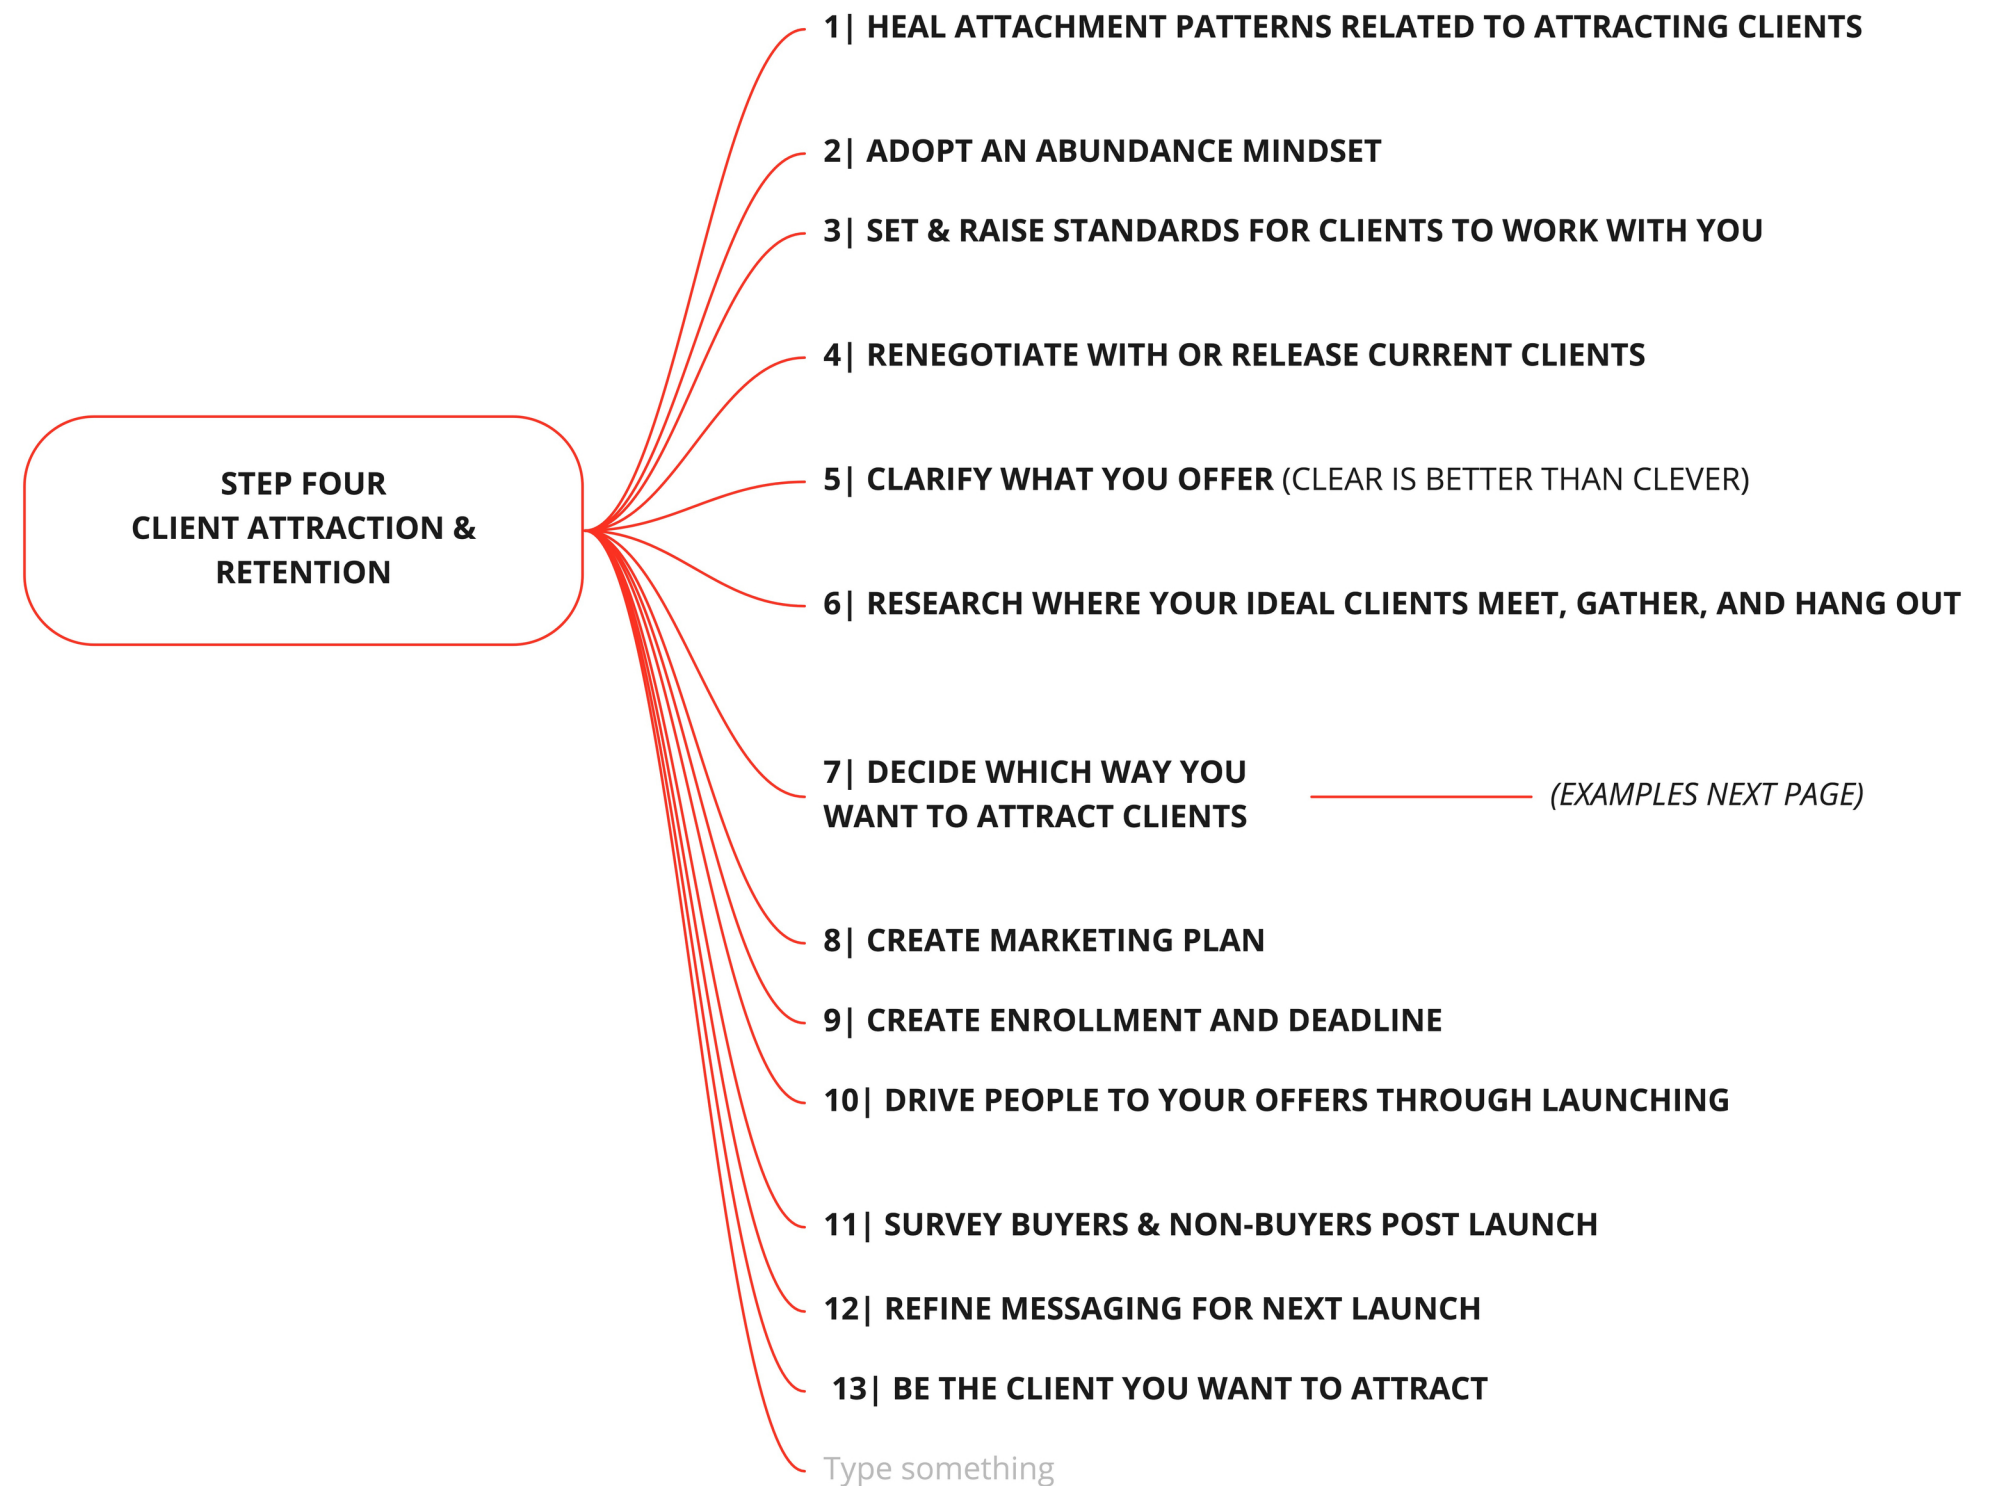 1| HEAL ATTACHMENT PATTERNS RELATED TO ATTRACTING CLIENTS
2| ADOPT AN ABUNDANCE MINDSET
3| SET & RAISE STANDARDS FOR CLIENTS TO WORK WITH YOU
4| RENEGOTIATE WITH OR RELEASE CURRENT CLIENTS
STEP FOUR
CLIENT ATTRACTION &
RETENTION
5| CLARIFY WHAT YOU OFFER (CLEAR IS BETTER THAN CLEVER)
6| RESEARCH WHERE YOUR IDEAL CLIENTS MEET, GATHER, AND HANG OUT
7| DECIDE WHICH WAY YOU
WANT TO ATTRACT CLIENTS
(EXAMPLES NEXT PAGE)
8| CREATE MARKETING PLAN
9| CREATE ENROLLMENT AND DEADLINE
10| DRIVE PEOPLE TO YOUR OFFERS THROUGH LAUNCHING
11| SURVEY BUYERS & NON-BUYERS POST LAUNCH
12| REFINE MESSAGING FOR NEXT LAUNCH
13| BE THE CLIENT YOU WANT TO ATTRACT
Type something